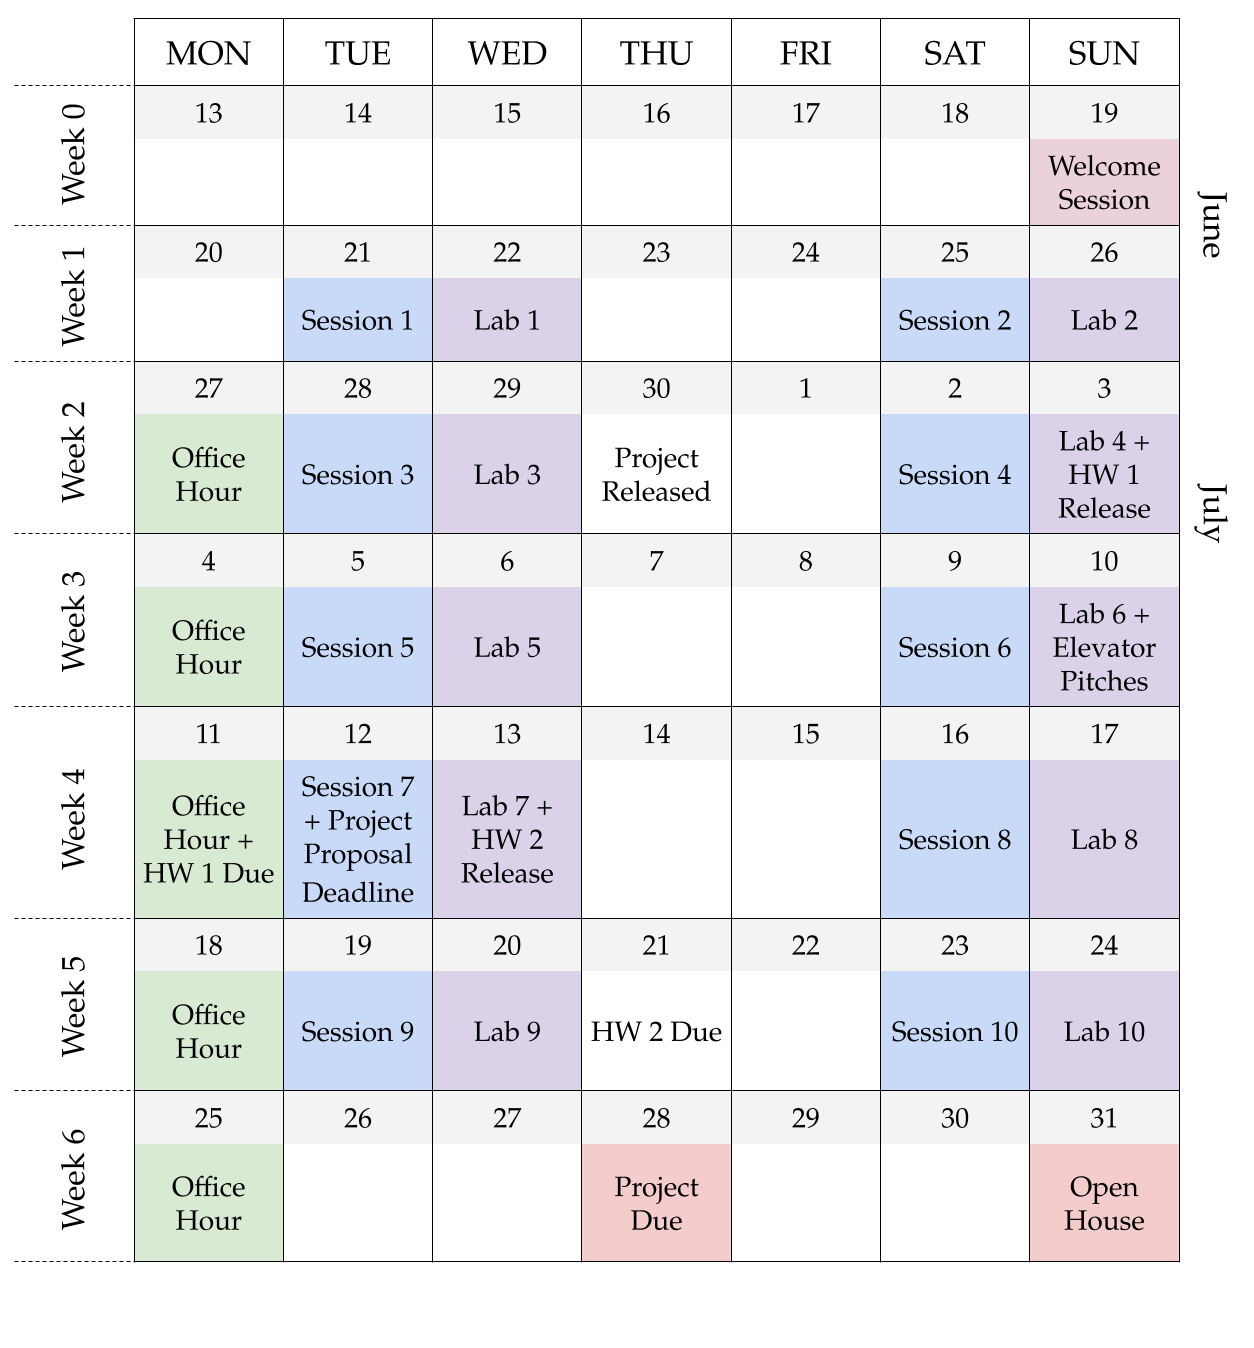 MON TUE WED THU FRI SAT SUN
Week 0
13 14 15 16 17 18 19
Welcome
Session
June
Week 1
20 21 22 23 24 25 26
Session 1 Lab 1 Session 2 Lab 2
Week 2
27 28 29 30 1 2 3
Office
Hour
Session 3
Lab 3
Project
Released
Session 4
Lab 4 +
HW 1
Release
July
Week 3
4 5 6 7 8 9 10
Office
Hour
Session 5
Lab 5
Session 6
Lab 6 +
Elevator
Pitches
Week 4
11 12 13 14 15 16 17
Office
Hour +
HW 1 Due
Session 7
+ Project
Proposal
Deadline
Lab 7 +
HW 2
Release
Session 8
Lab 8
Week 5
18 19 20 21 22 23 24
Office
Hour
Session 9
Lab 9
HW 2 Due
Session 10
Lab 10
Week 6
25 26 27 28 29 30 31
Office
Hour
Project
Due
Open
House